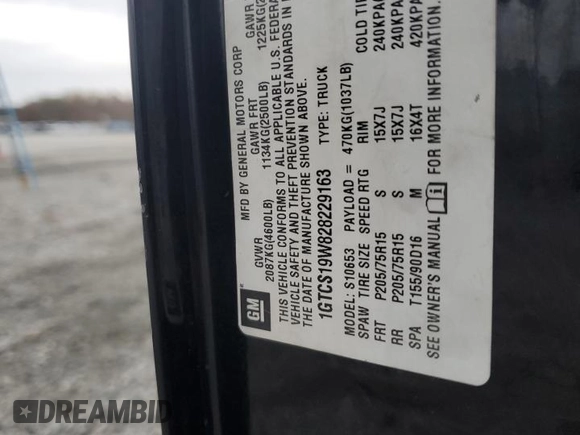 MFD BY GENERAL MOTORS CORP
GVWR GAWR FRT GAWR
2087KG(4600LB) 1134KG(2500LB) 1225KG(2
THIS VEHICLE CONFORMS TO ALL APPLICABLE U.S. FEDERA
VEHICLE SAFETY AND THEFT PREVENTION STANDARDS IN
THE DATE OF MANUFACTURE SHOWN ABOVE.
1GTCS19W828229163 TYPE: TRUCK
GM
MODEL: S10653 PAYLOAD = 470KG(1037LB)
SPAW TIRE SIZE SPEED RTG RIM COLD TI
FRT P205/75R15 S 15X7J 240KPA
RR P205/75R15 S 15X7J 240KPA
SPA T155/90D16 M 16X4T 420KPA
SEE OWNER'S MANUAL FOR MORE INFORMATION.
DREAMBID